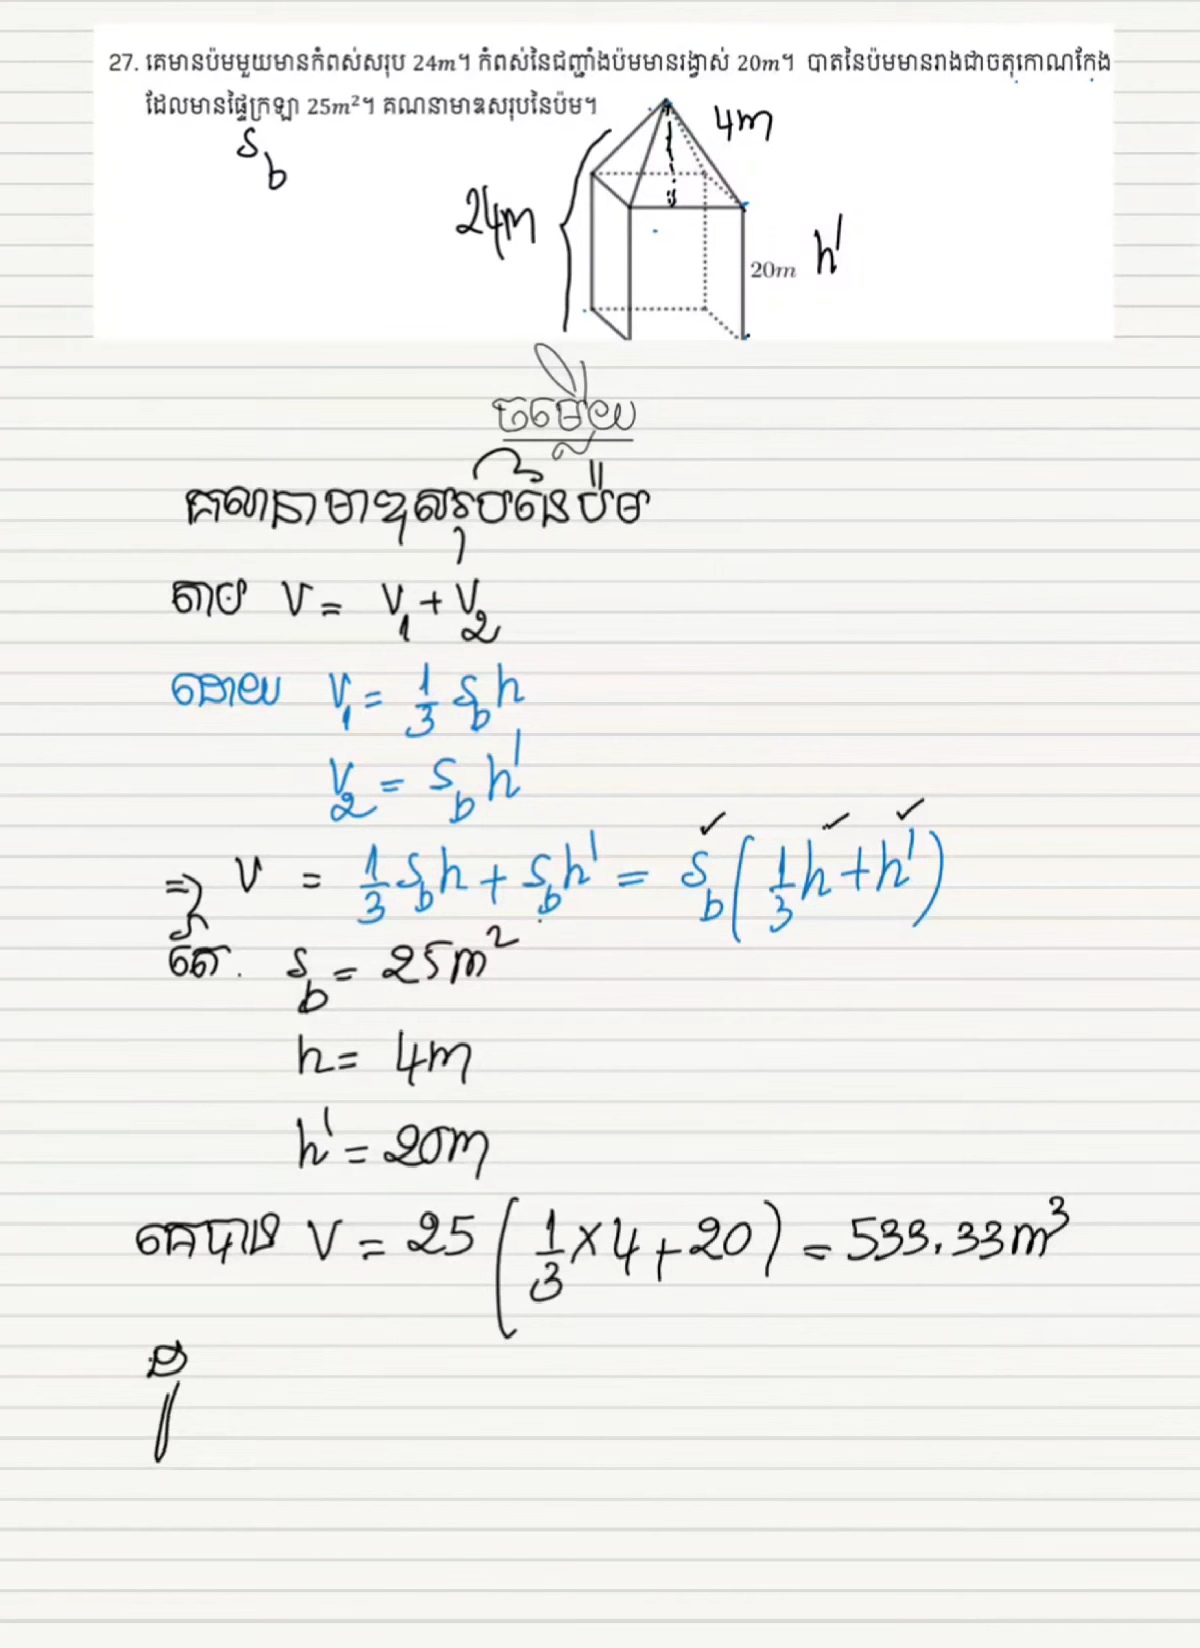 27. គេមានប៉មមួយមានកំពស់សរុប 24m។ កំពស់នៃជញ្ជាំងប៉មមានរង្វាស់ 20m។ បាតនៃប៉មមានរាងជាចតុកោណកែង
ដែលមានផ្ទៃក្រឡា 25m²។ គណនាមាឌសរុបនៃប៉ម។
S_b
4m
24m
20m h'
ចម្លើយ
គណនាមាឌសរុបនៃប៉ម
តាម V = V₁ + V₂
ដោយ V₁ = 1/3 S_b h
V₂ = S_b h'
⇒ V = 1/3 S_b h + S_b h' = S_b (1/3 h + h')
តែ. S_b = 25m²
h = 4m
h' = 20m
គេបាន V = 25 (1/3 × 4 + 20) = 533.33m³